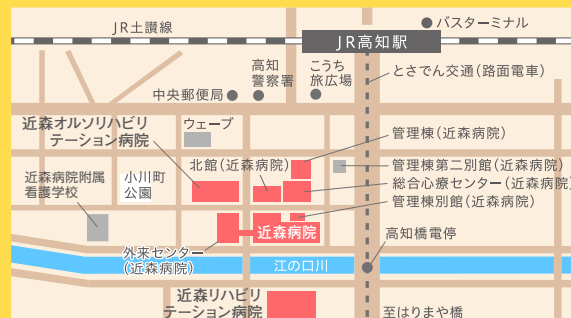 JR土讃線
バスターミナル
JR高知駅
高知
警察署
こうち
旅広場
とさでん交通（路面電車）
中央郵便局
近森オルソリハビリ
テーション病院
ウェーブ
管理棟（近森病院）
北館（近森病院）
管理棟第二別館（近森病院）
近森病院附属
看護学校
小川町
公園
総合心療センター（近森病院
管理棟別館（近森病院）
近森病院
高知橋電停
外来センター
（近森病院）
江の口川
近森リハビリ
テーション病院
至はりまや橋